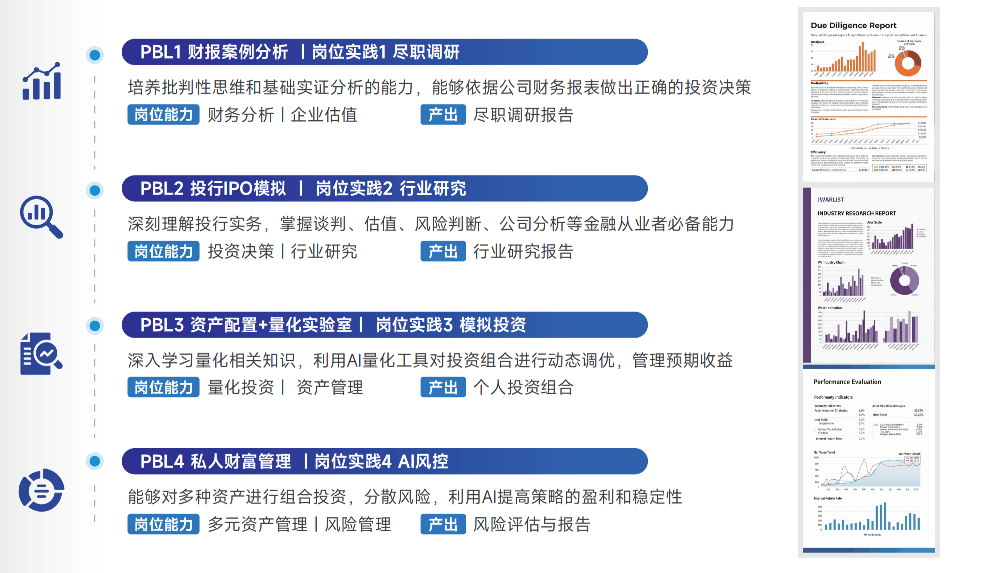 PBL1 财报案例分析 丨岗位实践1 尽职调研
培养批判性思维和基础实证分析的能力，能够依据公司财务报表做出正确的投资决策
岗位能力 财务分析丨企业估值 产出 尽职调研报告
PBL2 投行IPO模拟 丨 岗位实践2 行业研究
深刻理解投行实务，掌握谈判、估值、风险判断、公司分析等金融从业者必备能力
岗位能力 投资决策丨行业研究 产出 行业研究报告
PBL3 资产配置+量化实验室丨 岗位实践3 模拟投资
深入学习量化相关知识，利用AI量化工具对投资组合进行动态调优，管理预期收益
岗位能力 量化投资丨 资产管理 产出 个人投资组合
PBL4 私人财富管理 丨岗位实践4 AI风控
能够对多种资产进行组合投资，分散风险，利用AI提高策略的盈利和稳定性
岗位能力 多元资产管理丨风险管理 产出 风险评估与报告
Due Diligence Report
Analysis
Profitability
Efficiency
IWARLIST
INDUSTRY RESOARCH REPORT
Performance Evaluation
Performanty Indicators